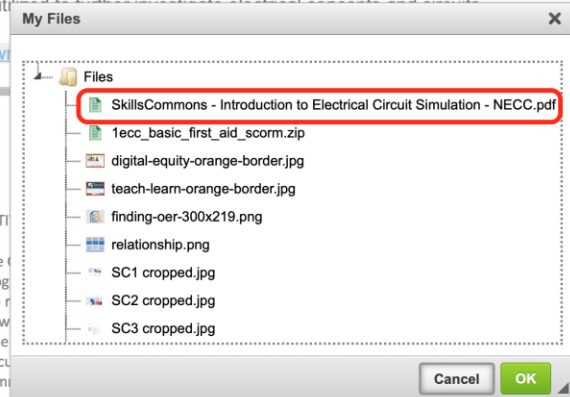 My Files
Files
SkillsCommons - Introduction to Electrical Circuit Simulation - NECC.pdf
1ecc_basic_first_aid_scorm.zip
digital-equity-orange-border.jpg
teach-learn-orange-border.jpg
finding-oer-300x219.png
relationship.png
SC1 cropped.jpg
SC2 cropped.jpg
SC3 cropped.jpg
Cancel OK